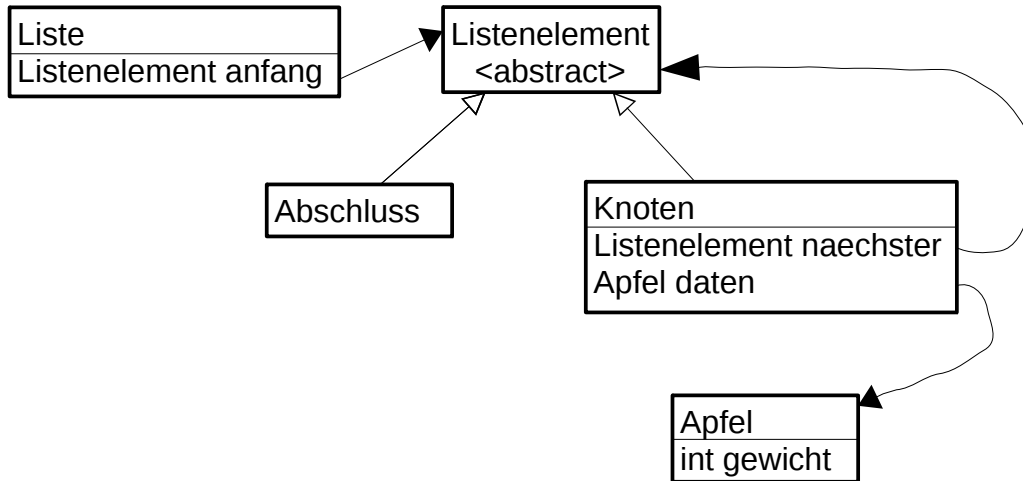 Liste
Listenelement anfang
Listenelement
<abstract>
Abschluss
Knoten
Listenelement naechster
Apfel daten
Apfel
int gewicht